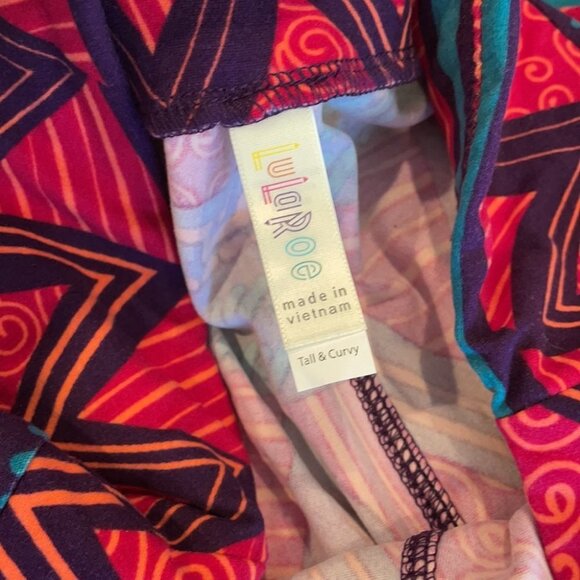 LuLaRoe
made in
vietnam
Tall & Curvy